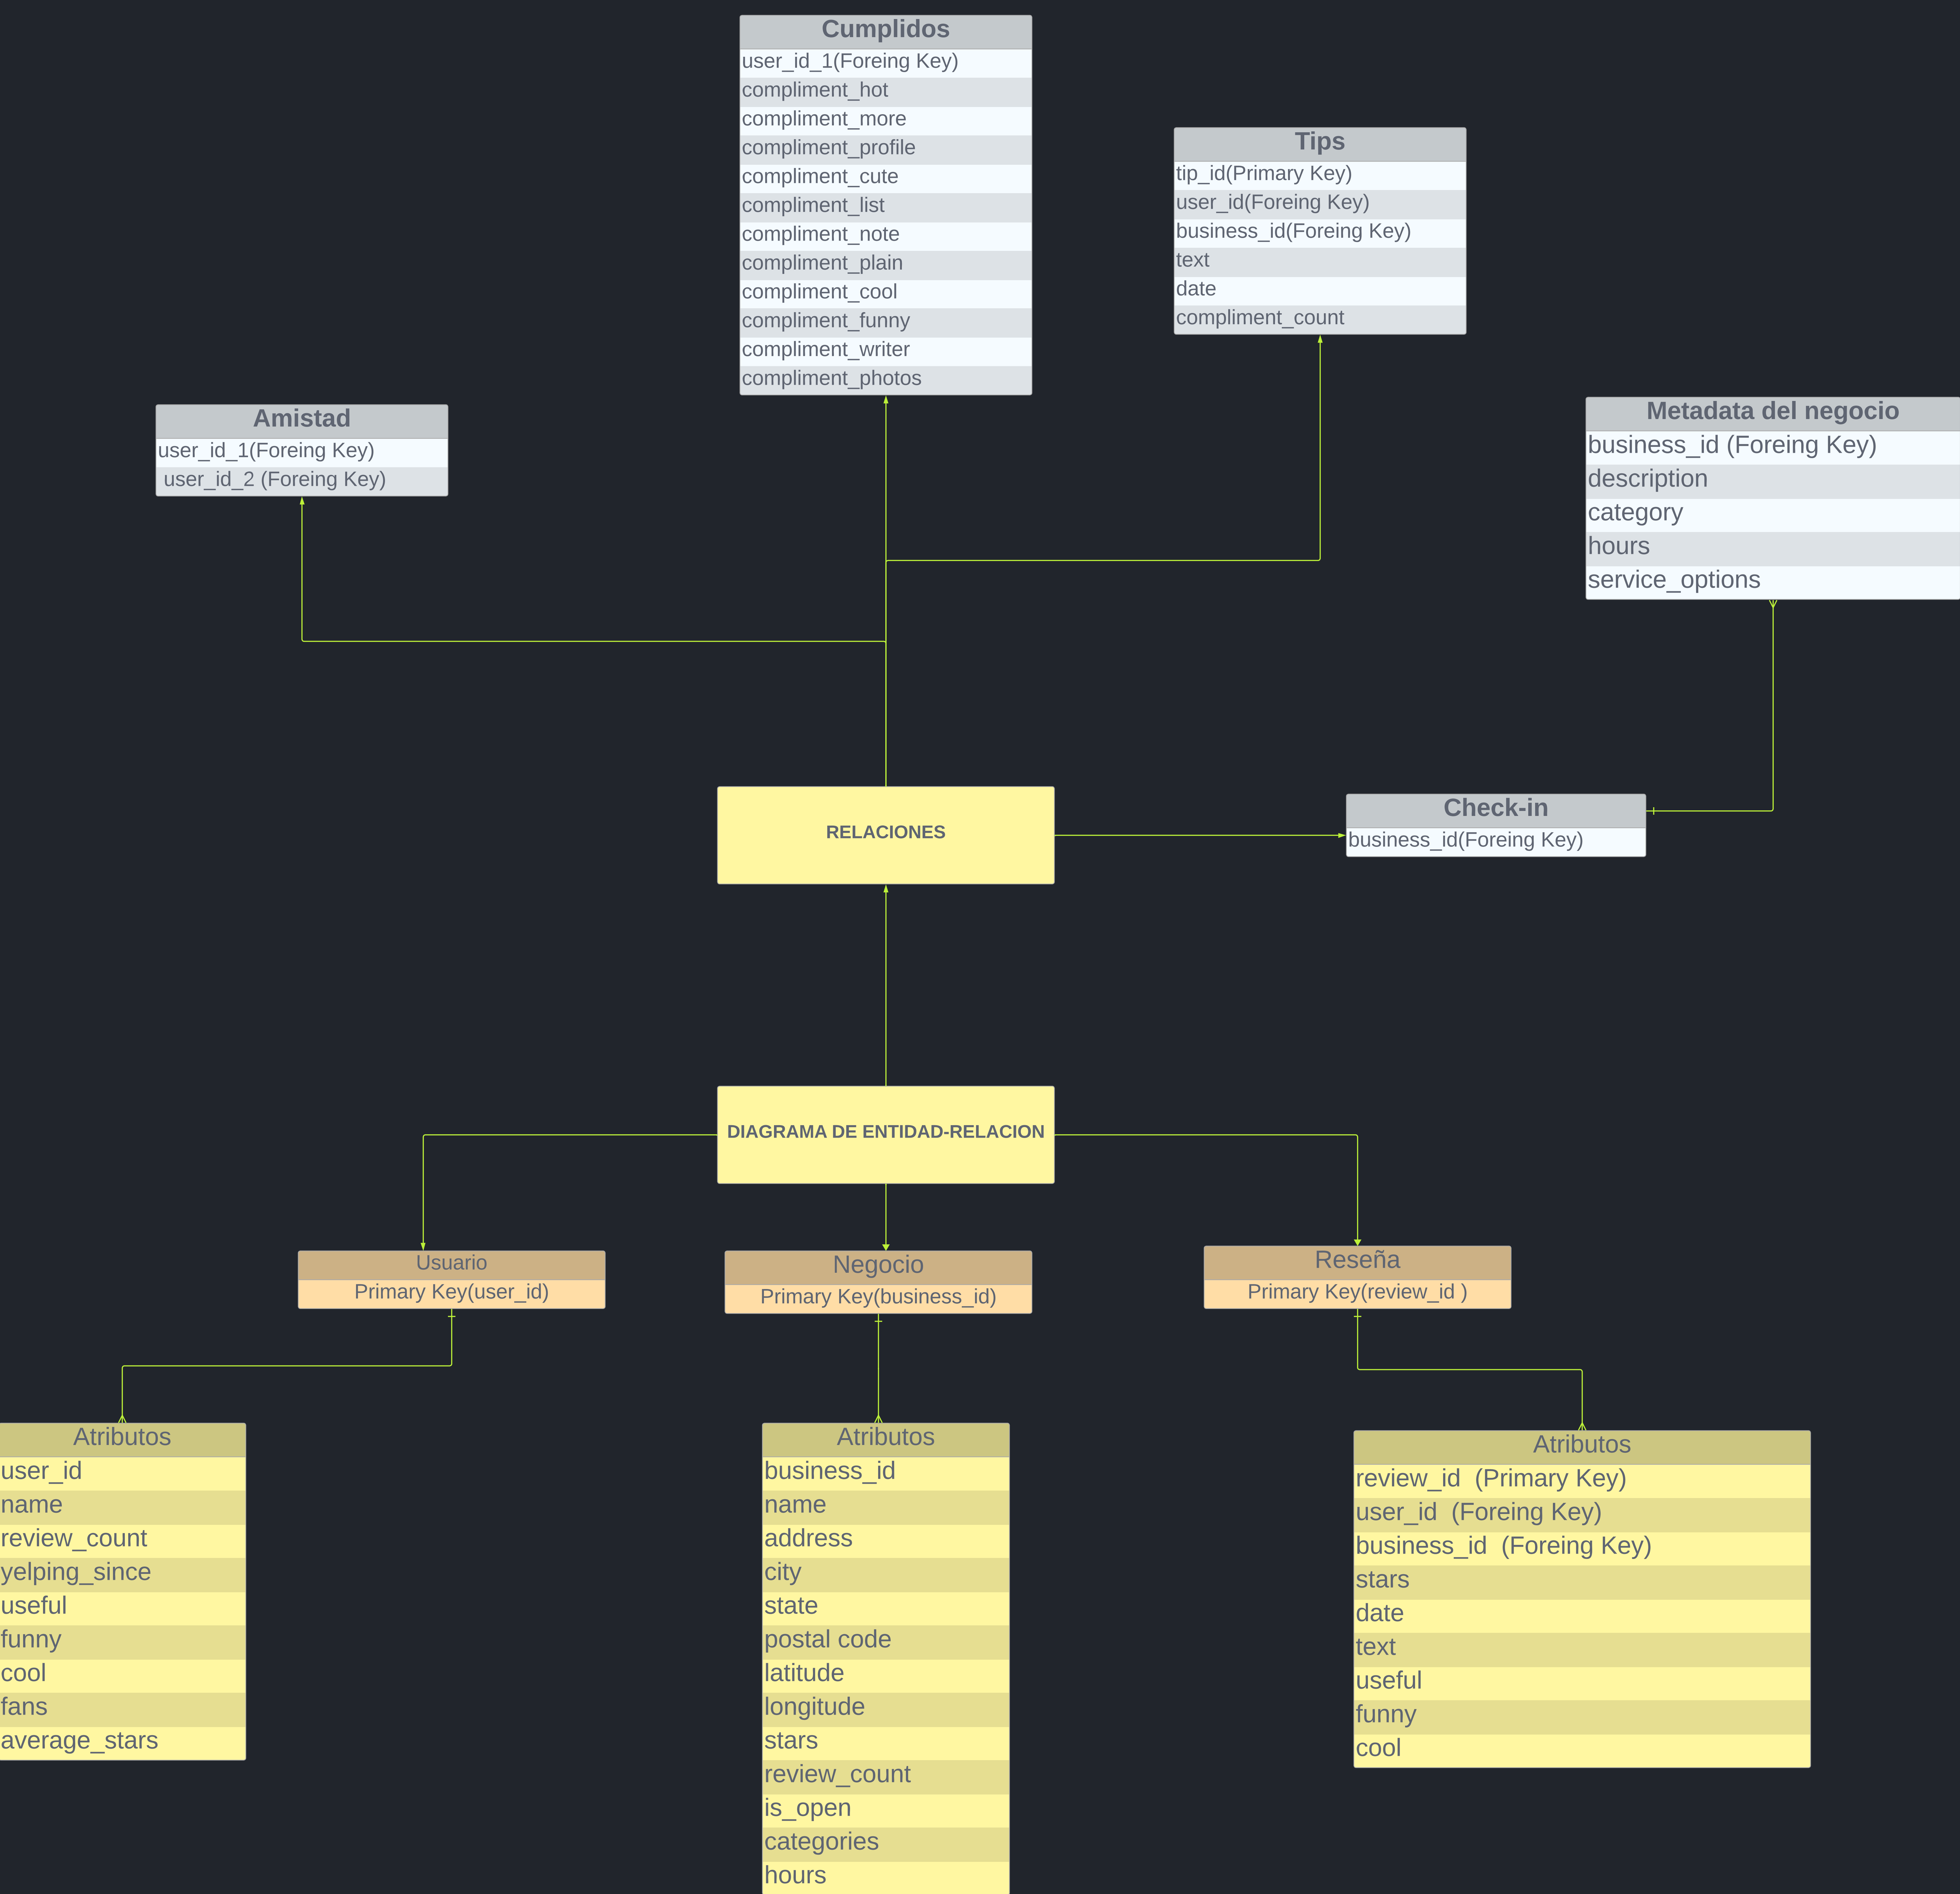 Cumplidos
user_id_1(Foreing Key)
compliment_hot
compliment_more
compliment_profile
compliment_cute
compliment_list
compliment_note
compliment_plain
compliment_cool
compliment_funny
compliment_writer
compliment_photos
Tips
tip_id(Primary Key)
user_id(Foreing Key)
business_id(Foreing Key)
text
date
compliment_count
Amistad
user_id_1(Foreing Key)
user_id_2 (Foreing Key)
Metadata del negocio
business_id (Foreing Key)
description
category
hours
service_options
RELACIONES
Check-in
business_id(Foreing Key)
DIAGRAMA DE ENTIDAD-RELACION
Usuario
Primary Key(user_id)
Negocio
Primary Key(business_id)
Reseña
Primary Key(review_id )
Atributos
user_id
name
review_count
yelping_since
useful
funny
cool
fans
average_stars
Atributos
business_id
name
address
city
state
postal code
latitude
longitude
stars
review_count
is_open
categories
hours
Atributos
review_id  (Primary Key)
user_id  (Foreing Key)
business_id  (Foreing Key)
stars
date
text
useful
funny
cool